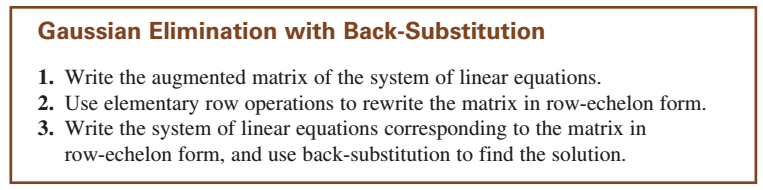 Gaussian Elimination with Back-Substitution
1. Write the augmented matrix of the system of linear equations.
2. Use elementary row operations to rewrite the matrix in row-echelon form.
3. Write the system of linear equations corresponding to the matrix in
row-echelon form, and use back-substitution to find the solution.